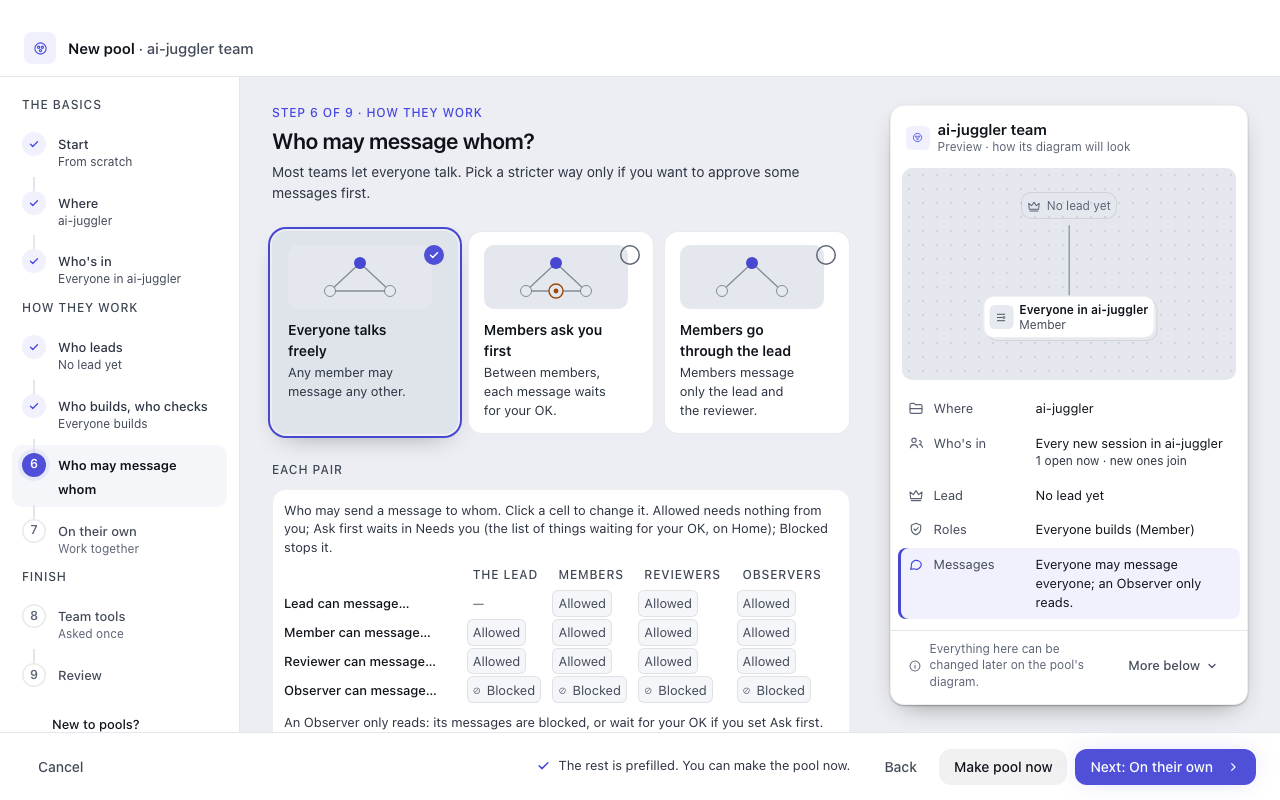 New pool · ai-juggler team
THE BASICS
Start
From scratch
Where
ai-juggler
Who's in
Everyone in ai-juggler
HOW THEY WORK
Who leads
No lead yet
Who builds, who checks
Everyone builds
6
Who may message
whom
7
On their own
Work together
FINISH
8
Team tools
Asked once
9
Review
New to pools?
STEP 6 OF 9 · HOW THEY WORK
Who may message whom?
Most teams let everyone talk. Pick a stricter way only if you want to approve some
messages first.
Everyone talks
freely
Any member may
message any other.
Members ask you
first
Between members,
each message waits
for your OK.
Members go
through the lead
Members message
only the lead and
the reviewer.
EACH PAIR
Who may send a message to whom. Click a cell to change it. Allowed needs nothing from
you; Ask first waits in Needs you (the list of things waiting for your OK, on Home); Blocked
stops it.
THE LEAD MEMBERS REVIEWERS OBSERVERS
Lead can message... — Allowed Allowed Allowed
Member can message... Allowed Allowed Allowed Allowed
Reviewer can message... Allowed Allowed Allowed Allowed
Observer can message... Blocked Blocked Blocked Blocked
An Observer only reads: its messages are blocked, or wait for your OK if you set Ask first.
ai-juggler team
Preview · how its diagram will look
No lead yet
Everyone in ai-juggler
Member
Where ai-juggler
Who's in Every new session in ai-juggler
1 open now · new ones join
Lead No lead yet
Roles Everyone builds (Member)
Messages Everyone may message
everyone; an Observer only
reads.
Everything here can be
changed later on the pool's
diagram.
More below
Cancel
The rest is prefilled. You can make the pool now.
Back
Make pool now
Next: On their own